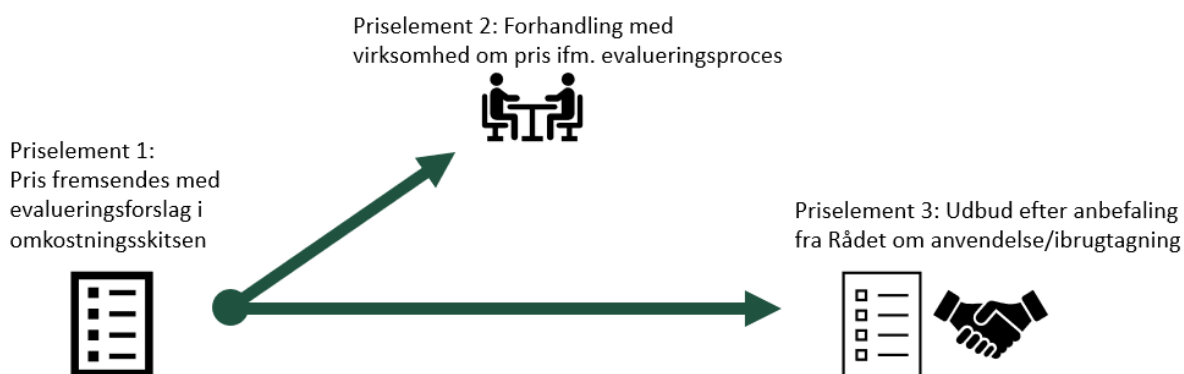 Priselement 2: Forhandling med
virksomhed om pris ifm. evalueringsproces
Priselement 1:
Pris fremsendes med
evalueringsforslag i
omkostningsskitsen
Priselement 3: Udbud efter anbefaling
fra Rådet om anvendelse/ibrugtagning